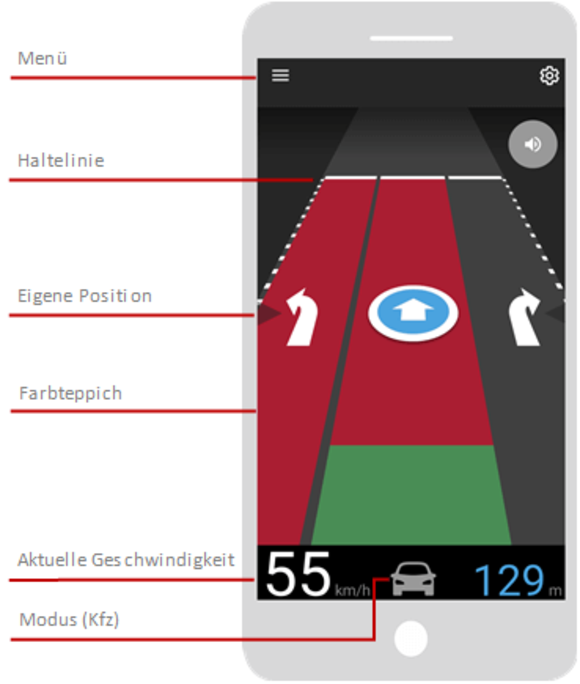 Menü
Haltelinie
Eigene Position
Farbteppich
Aktuelle Geschwindigkeit
55 km/h 129 m
Modus (Kfz)